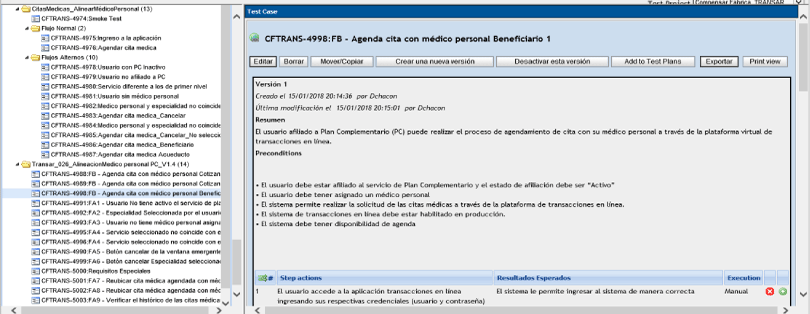 Test Project Compensar Fabrica, TRANSAR
CitasMedicas_AlinearMédicoPersonal (13)
CFTRANS-4974:Smoke Test
Flujo Normal (2)
CFTRANS-4975:Ingreso a la aplicación
CFTRANS-4976:Agendar cita medica
Flujos Alternos (10)
CFTRANS-4978:Usuario con PC Inactivo
CFTRANS-4979:Usuario no afiliado a PC
CFTRANS-4980:Servicio diferente a los de primer nivel
CFTRANS-4981:Usuario sin médico personal
CFTRANS-4982:Medico personal y especialidad no coincide
CFTRANS-4983:Agendar cita medica_Cancelar
CFTRANS-4984:Medico personal y especialidad no coincide
CFTRANS-4985:Agendar cita medica_Cancelar_No selecci
CFTRANS-4986:Agendar cita medica_Beneficiario
CFTRANS-4987:Agendar cita medica Acuedacto
Transar_026_AlineacionMedico personal PC_V1.4 (14)
CFTRANS-4988:FB - Agenda cita con médico personal Cotizan
CFTRANS-4989:FB - Agenda cita con médico personal Cotizan
CFTRANS-4998:FB - Agenda cita con médico personal Benefic
CFTRANS-4991:FA1 - Usuario No tiene activo el servicio de pla
CFTRANS-4992:FA2 - Especialidad Seleccionada por el usuario
CFTRANS-4993:FA3 - Usuario no tiene médico personal asigna
CFTRANS-4995:FA4 - Servicio seleccionado no coincide con e
CFTRANS-4996:FA4 - Servicio seleccionado no coincide con e
CFTRANS-4990:FA5 - Botón cancelar de la ventana emergente
CFTRANS-4999:FA6 - Botón cancelar Especialidad selecciona
CFTRANS-5000:Requisitos Especiales
CFTRANS-5001:FA7 - Reubicar cita médica agendada con méd
CFTRANS-5002:FA8 - Reubicar cita médica agendada con méd
CFTRANS-5003:FA9 - Verificar el histórico de las citas médica
Test Case
CFTRANS-4998:FB - Agenda cita con médico personal Beneficiario 1
Editar Borrar Mover/Copiar Crear una nueva versión Desactivar esta versión Add to Test Plans Exportar Print view
Versión 1
Creado el 15/01/2018 20:14:36 por Dchacon
Última modificación el 15/01/2018 20:15:01 por Dchacon
Resumen
El usuario afiliado a Plan Complementario (PC) puede realizar el proceso de agendamiento de cita con su médico personal a través de la plataforma virtual de
transacciones en línea.
Preconditions
• El usuario debe estar afiliado al servicio de Plan Complementario y el estado de afiliación debe ser "Activo"
• El usuario debe tener asignado un médico personal
• El sistema permite realizar la solicitud de las citas médicas a través de la plataforma de transacciones en línea.
• El sistema de transacciones en línea debe estar habilitado en producción.
• El sistema debe tener disponibilidad de agenda
# Step actions Resultados Esperados Execution
1 El usuario accede a la aplicación transacciones en línea El sistema le permite ingresar al sistema de manera correcta Manual
ingresando sus respectivas credenciales (usuario y contraseña)